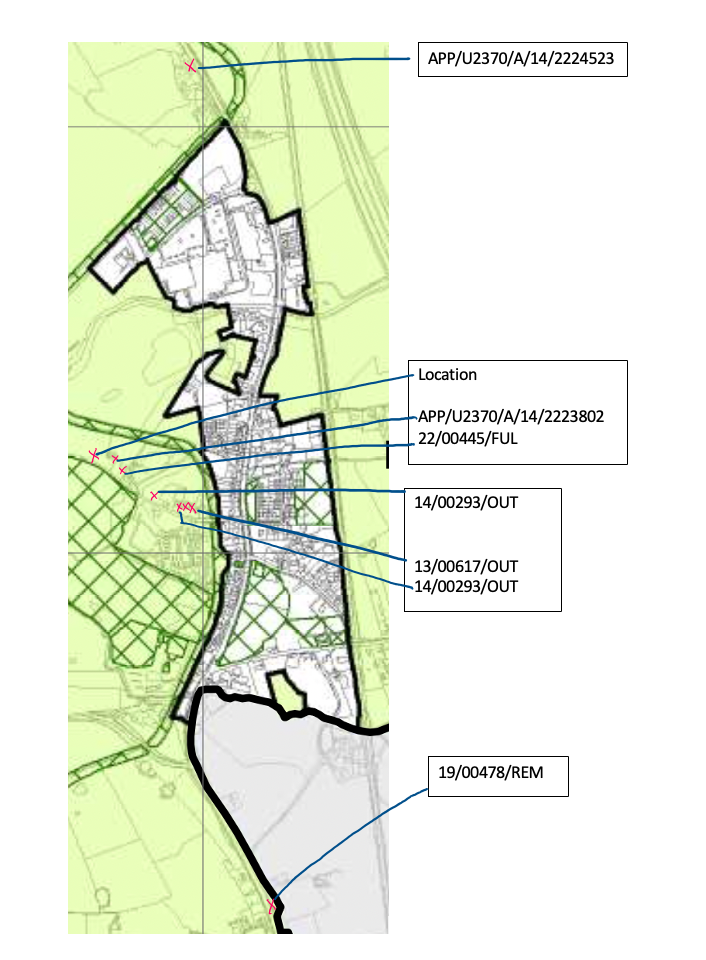 APP/U2370/A/14/2224523
Location
APP/U2370/A/14/2223802
22/00445/FUL
14/00293/OUT
13/00617/OUT
14/00293/OUT
19/00478/REM